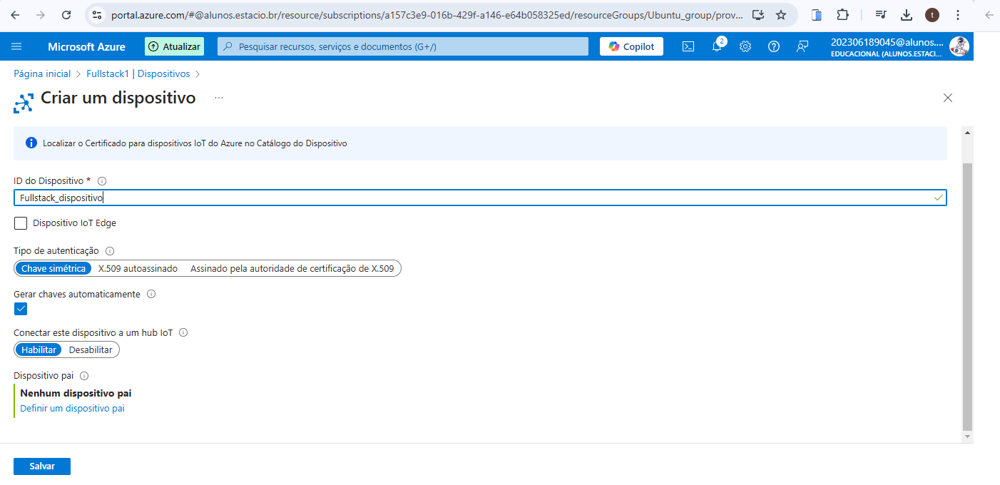 portal.azure.com/#@alunos.estacio.br/resource/subscriptions/a157c3e9-016b-429f-a146-e64b058325ed/resourceGroups/Ubuntu_group/prov...
t
Microsoft Azure
Atualizar
Pesquisar recursos, serviços e documentos (G+/)
Copilot
2
202306189045@alunos....
EDUCACIONAL (ALUNOS.ESTACI...
Página inicial > Fullstack1 | Dispositivos >
Criar um dispositivo ...
Localizar o Certificado para dispositivos IoT do Azure no Catálogo do Dispositivo
ID do Dispositivo *
Fullstack_dispositivo
Dispositivo IoT Edge
Tipo de autenticação
Chave simétrica X.509 autoassinado Assinado pela autoridade de certificação de X.509
Gerar chaves automaticamente
Conectar este dispositivo a um hub IoT
Habilitar Desabilitar
Dispositivo pai
Nenhum dispositivo pai
Definir um dispositivo pai
Salvar